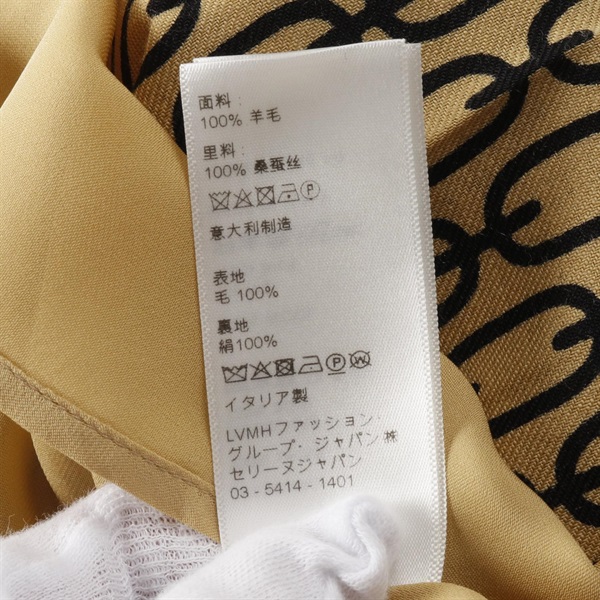 面料 :
100% 羊毛
里料 :
100% 桑蚕丝
P
意大利制造
表地
毛 100%
裏地
絹100%
P W
イタリア製
LVMHファッション・
グループ・ジャパン㈱
セリーヌジャパン
03 - 5414 - 1401